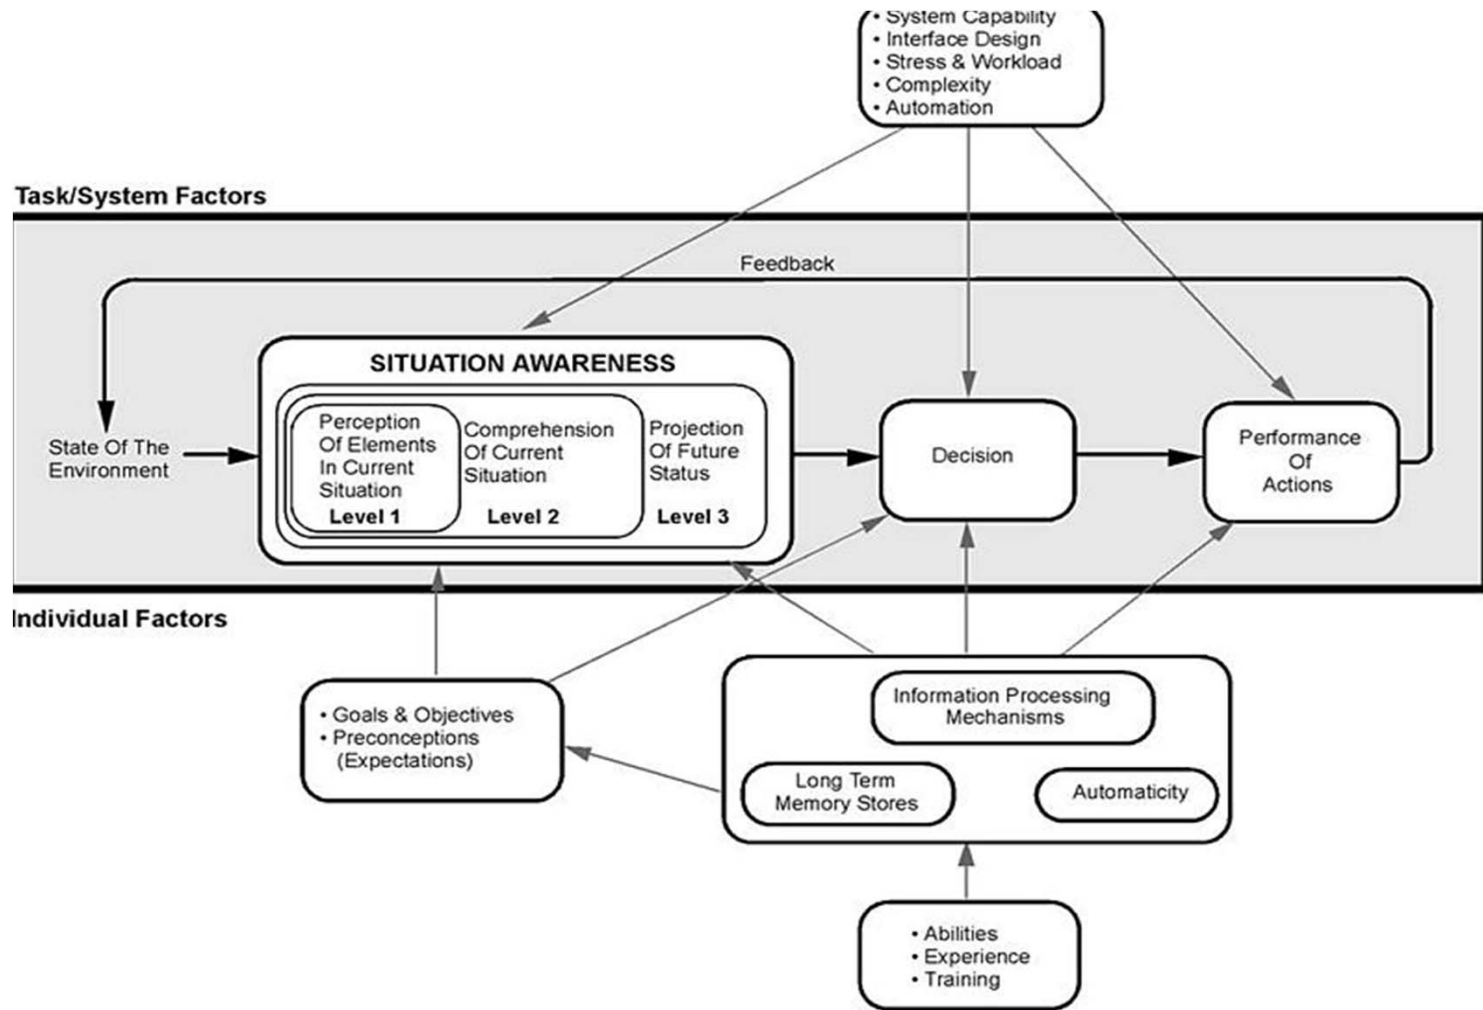 • System Capability
• Interface Design
• Stress & Workload
• Complexity
• Automation
Task/System Factors
Feedback
SITUATION AWARENESS
Perception
Of Elements
In Current
Situation
Level 1
Comprehension
Of Current
Situation
Level 2
Projection
Of Future
Status
Level 3
State Of The
Environment
Decision
Performance
Of
Actions
Individual Factors
• Goals & Objectives
• Preconceptions
(Expectations)
Information Processing
Mechanisms
Long Term
Memory Stores
Automaticity
• Abilities
• Experience
• Training